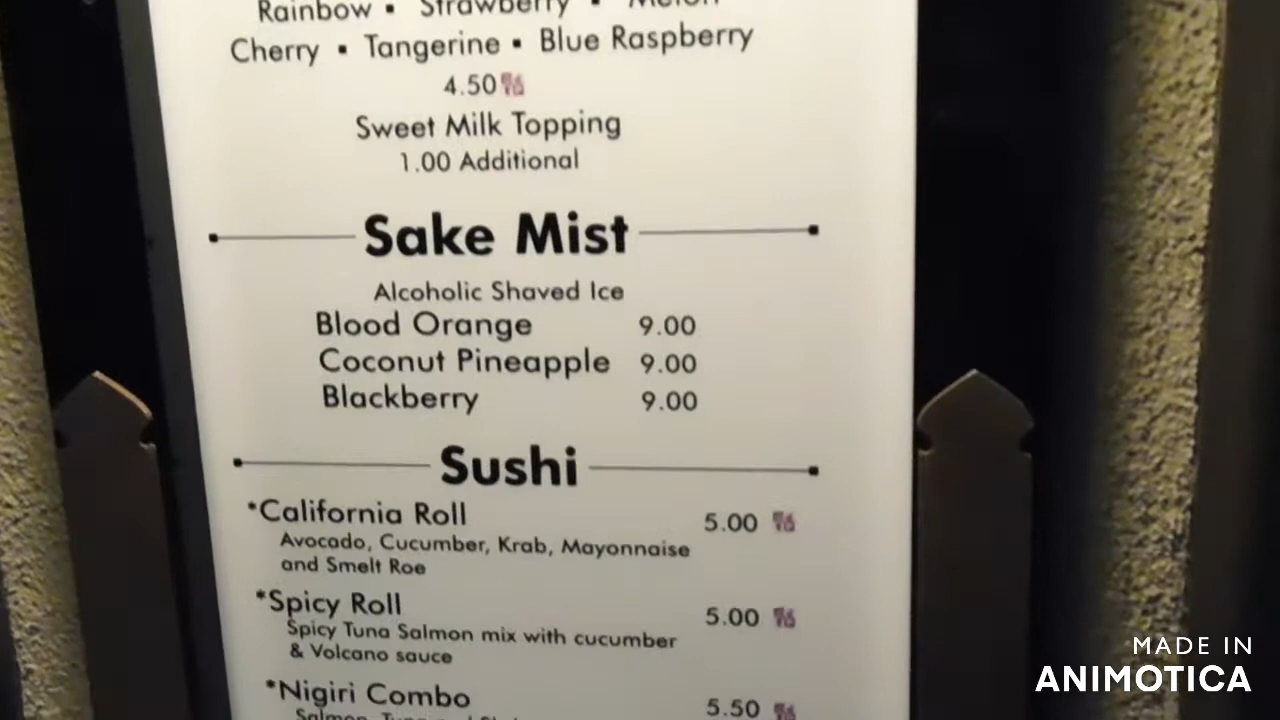 Rainbow ▪ Strawberry ▪ Melon
Cherry ▪ Tangerine ▪ Blue Raspberry
4.50
Sweet Milk Topping
1.00 Additional
Sake Mist
Alcoholic Shaved Ice
Blood Orange 9.00
Coconut Pineapple 9.00
Blackberry 9.00
Sushi
*California Roll 5.00
Avocado, Cucumber, Krab, Mayonnaise
and Smelt Roe
*Spicy Roll 5.00
Spicy Tuna Salmon mix with cucumber
& Volcano sauce
*Nigiri Combo 5.50
Salmon, Tuna and
MADE IN
ANIMOTICA